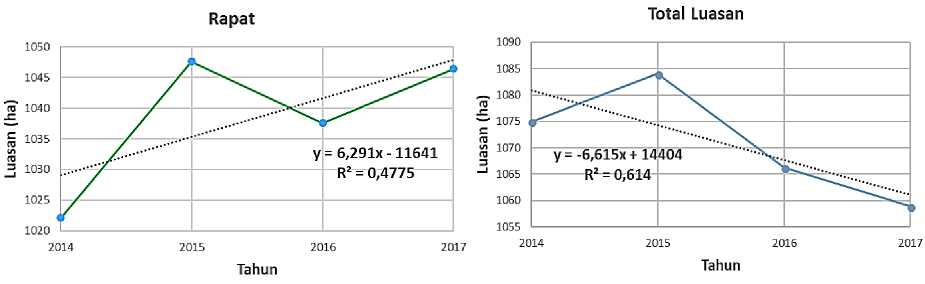 Rapat
1050
1045
1040
1035
1030
1025
1020
Luasan (ha)
y = 6,291x - 11641
R² = 0,4775
2014
2015
2016
2017
Tahun
Total Luasan
1090
1085
1080
1075
1070
1065
1060
1055
Luasan (ha)
y = -6,615x + 14404
R² = 0,614
2014
2015
2016
2017
Tahun